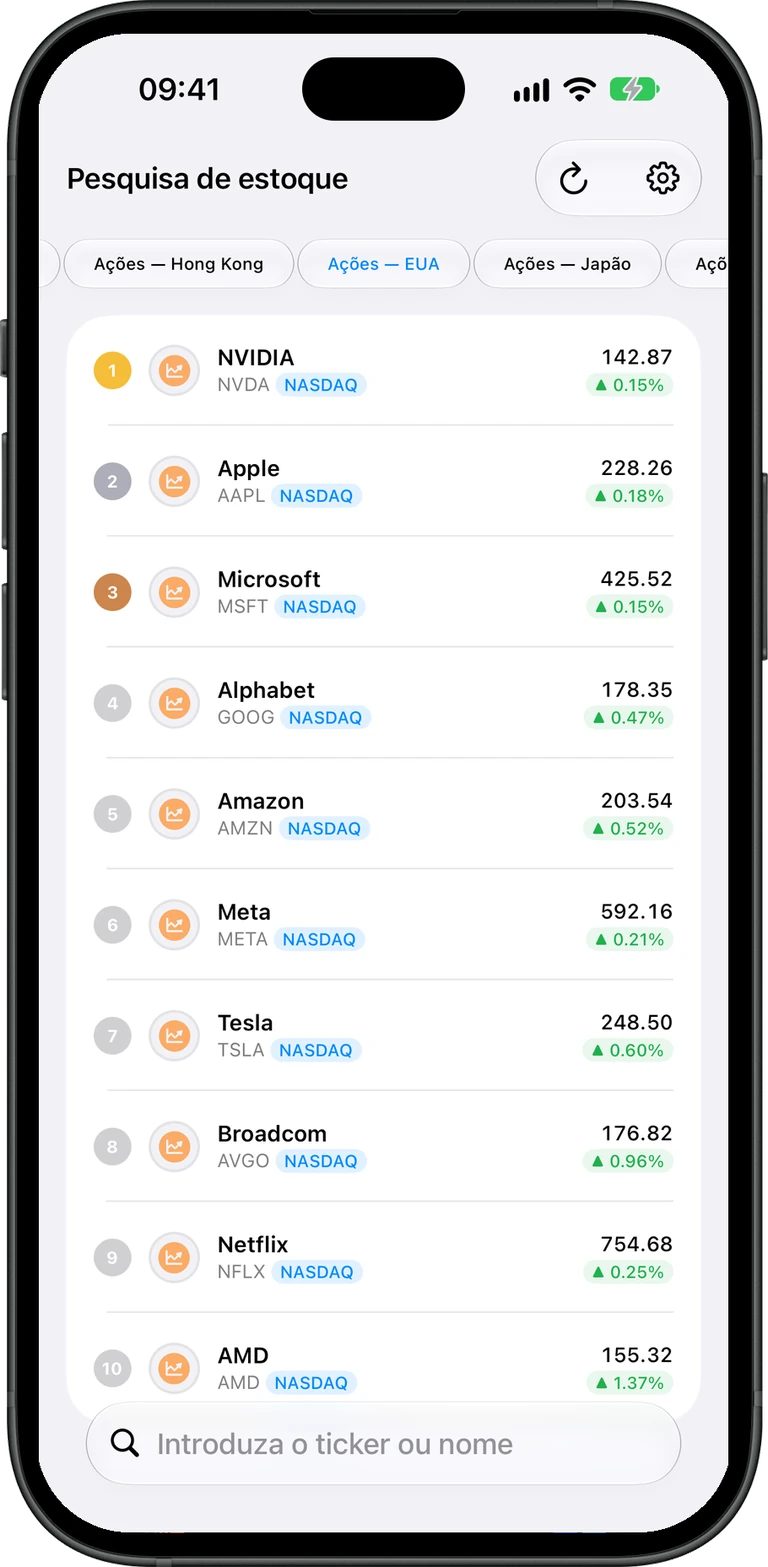 09:41
Pesquisa de estoque
Ações — Hong Kong
Ações — EUA
Ações — Japão
Açõ
1
NVIDIA
142.87
NVDA NASDAQ
▲ 0.15%
2
Apple
228.26
AAPL NASDAQ
▲ 0.18%
3
Microsoft
425.52
MSFT NASDAQ
▲ 0.15%
4
Alphabet
178.35
GOOG NASDAQ
▲ 0.47%
5
Amazon
203.54
AMZN NASDAQ
▲ 0.52%
6
Meta
592.16
META NASDAQ
▲ 0.21%
7
Tesla
248.50
TSLA NASDAQ
▲ 0.60%
8
Broadcom
176.82
AVGO NASDAQ
▲ 0.96%
9
Netflix
754.68
NFLX NASDAQ
▲ 0.25%
10
AMD
155.32
AMD NASDAQ
▲ 1.37%
Introduza o ticker ou nome